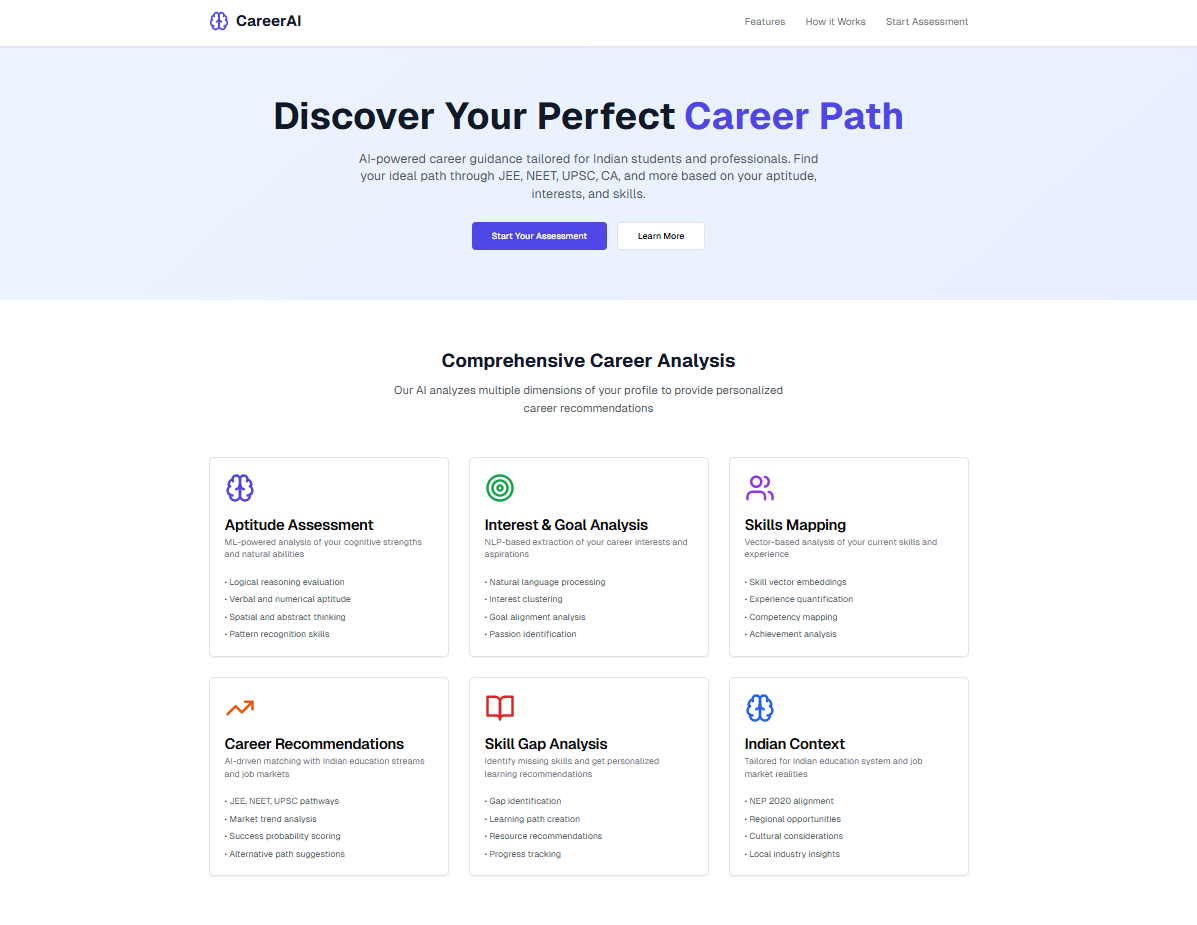 CareerAI
Features
How it Works
Start Assessment
Discover Your Perfect Career Path
AI-powered career guidance tailored for Indian students and professionals. Find
your ideal path through JEE, NEET, UPSC, CA, and more based on your aptitude,
interests, and skills.
Start Your Assessment
Learn More
Comprehensive Career Analysis
Our AI analyzes multiple dimensions of your profile to provide personalized
career recommendations
Aptitude Assessment
ML-powered analysis of your cognitive strengths
and natural abilities
• Logical reasoning evaluation
• Verbal and numerical aptitude
• Spatial and abstract thinking
• Pattern recognition skills
Interest & Goal Analysis
NLP-based extraction of your career interests and
aspirations
• Natural language processing
• Interest clustering
• Goal alignment analysis
• Passion identification
Skills Mapping
Vector-based analysis of your current skills and
experience
• Skill vector embeddings
• Experience quantification
• Competency mapping
• Achievement analysis
Career Recommendations
AI-driven matching with Indian education streams
and job markets
• JEE, NEET, UPSC pathways
• Market trend analysis
• Success probability scoring
• Alternative path suggestions
Skill Gap Analysis
Identify missing skills and get personalized
learning recommendations
• Gap identification
• Learning path creation
• Resource recommendations
• Progress tracking
Indian Context
Tailored for Indian education system and job
market realities
• NEP 2020 alignment
• Regional opportunities
• Cultural considerations
• Local industry insights